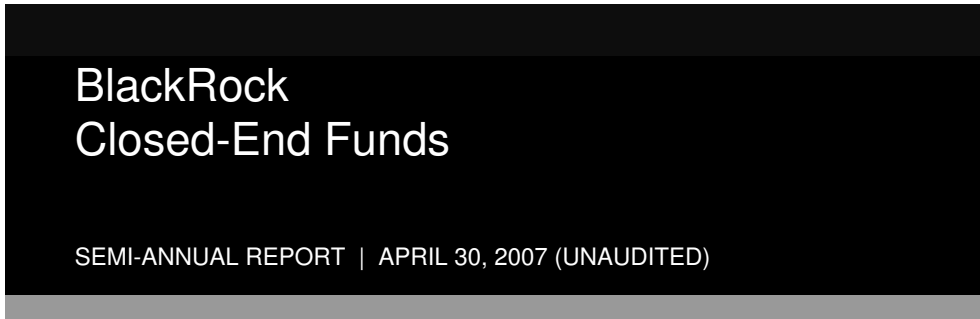 BlackRock
Closed-End Funds
SEMI-ANNUAL REPORT | APRIL 30, 2007 (UNAUDITED)